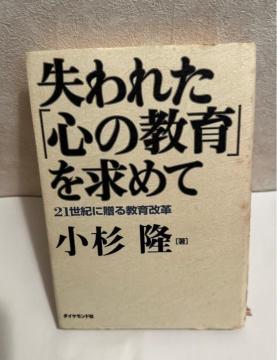 失われた
「心の教育」
を求めて
21世紀に贈る教育改革
小杉 隆[著]
ダイヤモンド社